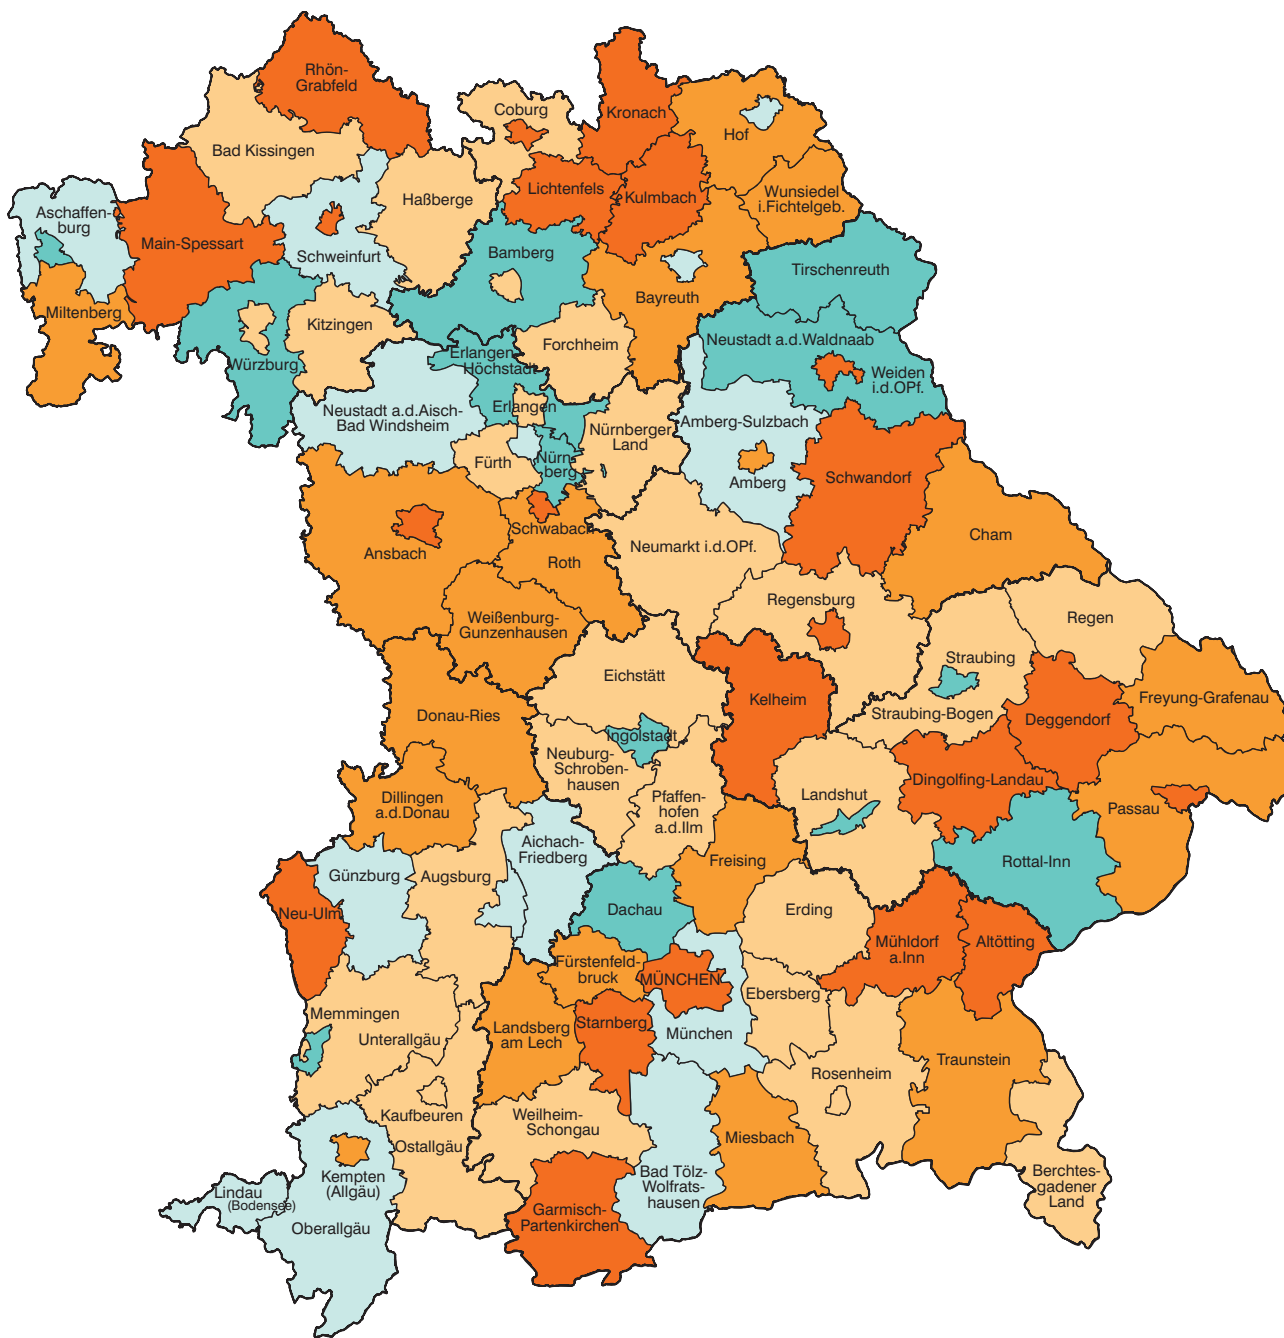 Rhön-
Grabfeld
Coburg
Kronach
Hof
Bad Kissingen
Wunsiedel
i.Fichtelgeb.
Lichtenfels
Kulmbach
Haßberge
Aschaffen-
burg
Main-Spessart
Schweinfurt
Bamberg
Tirschenreuth
Bayreuth
Miltenberg
Kitzingen
Forchheim
Neustadt a.d.Waldnaab
Erlangen-
Höchstadt
Würzburg
Weiden
i.d.OPf.
Erlangen
Neustadt a.d.Aisch-
Bad Windsheim
Nürnberger
Land
Amberg-Sulzbach
Fürth
Nürn-
berg
Amberg
Schwandorf
Schwabach
Ansbach
Roth
Neumarkt i.d.OPf.
Cham
Regensburg
Weißenburg-
Gunzenhausen
Regen
Straubing
Eichstätt
Kelheim
Freyung-Grafenau
Donau-Ries
Straubing-Bogen
Deggendorf
Ingolstadt
Neuburg-
Schroben-
hausen
Dingolfing-Landau
Landshut
Pfaffen-
hofen
a.d.Ilm
Dillingen
a.d.Donau
Passau
Aichach-
Friedberg
Freising
Rottal-Inn
Günzburg
Augsburg
Neu-Ulm
Dachau
Erding
Mühldorf
a.Inn
Altötting
Fürstenfeld-
bruck
MÜNCHEN
Ebersberg
Memmingen
Unterallgäu
Landsberg
am Lech
Starnberg
München
Traunstein
Rosenheim
Kaufbeuren
Weilheim-
Schongau
Ostallgäu
Miesbach
Kempten
(Allgäu)
Bad Tölz-
Wolfrats-
hausen
Berchtes-
gadener
Land
Lindau
(Bodensee)
Oberallgäu
Garmisch-
Partenkirchen